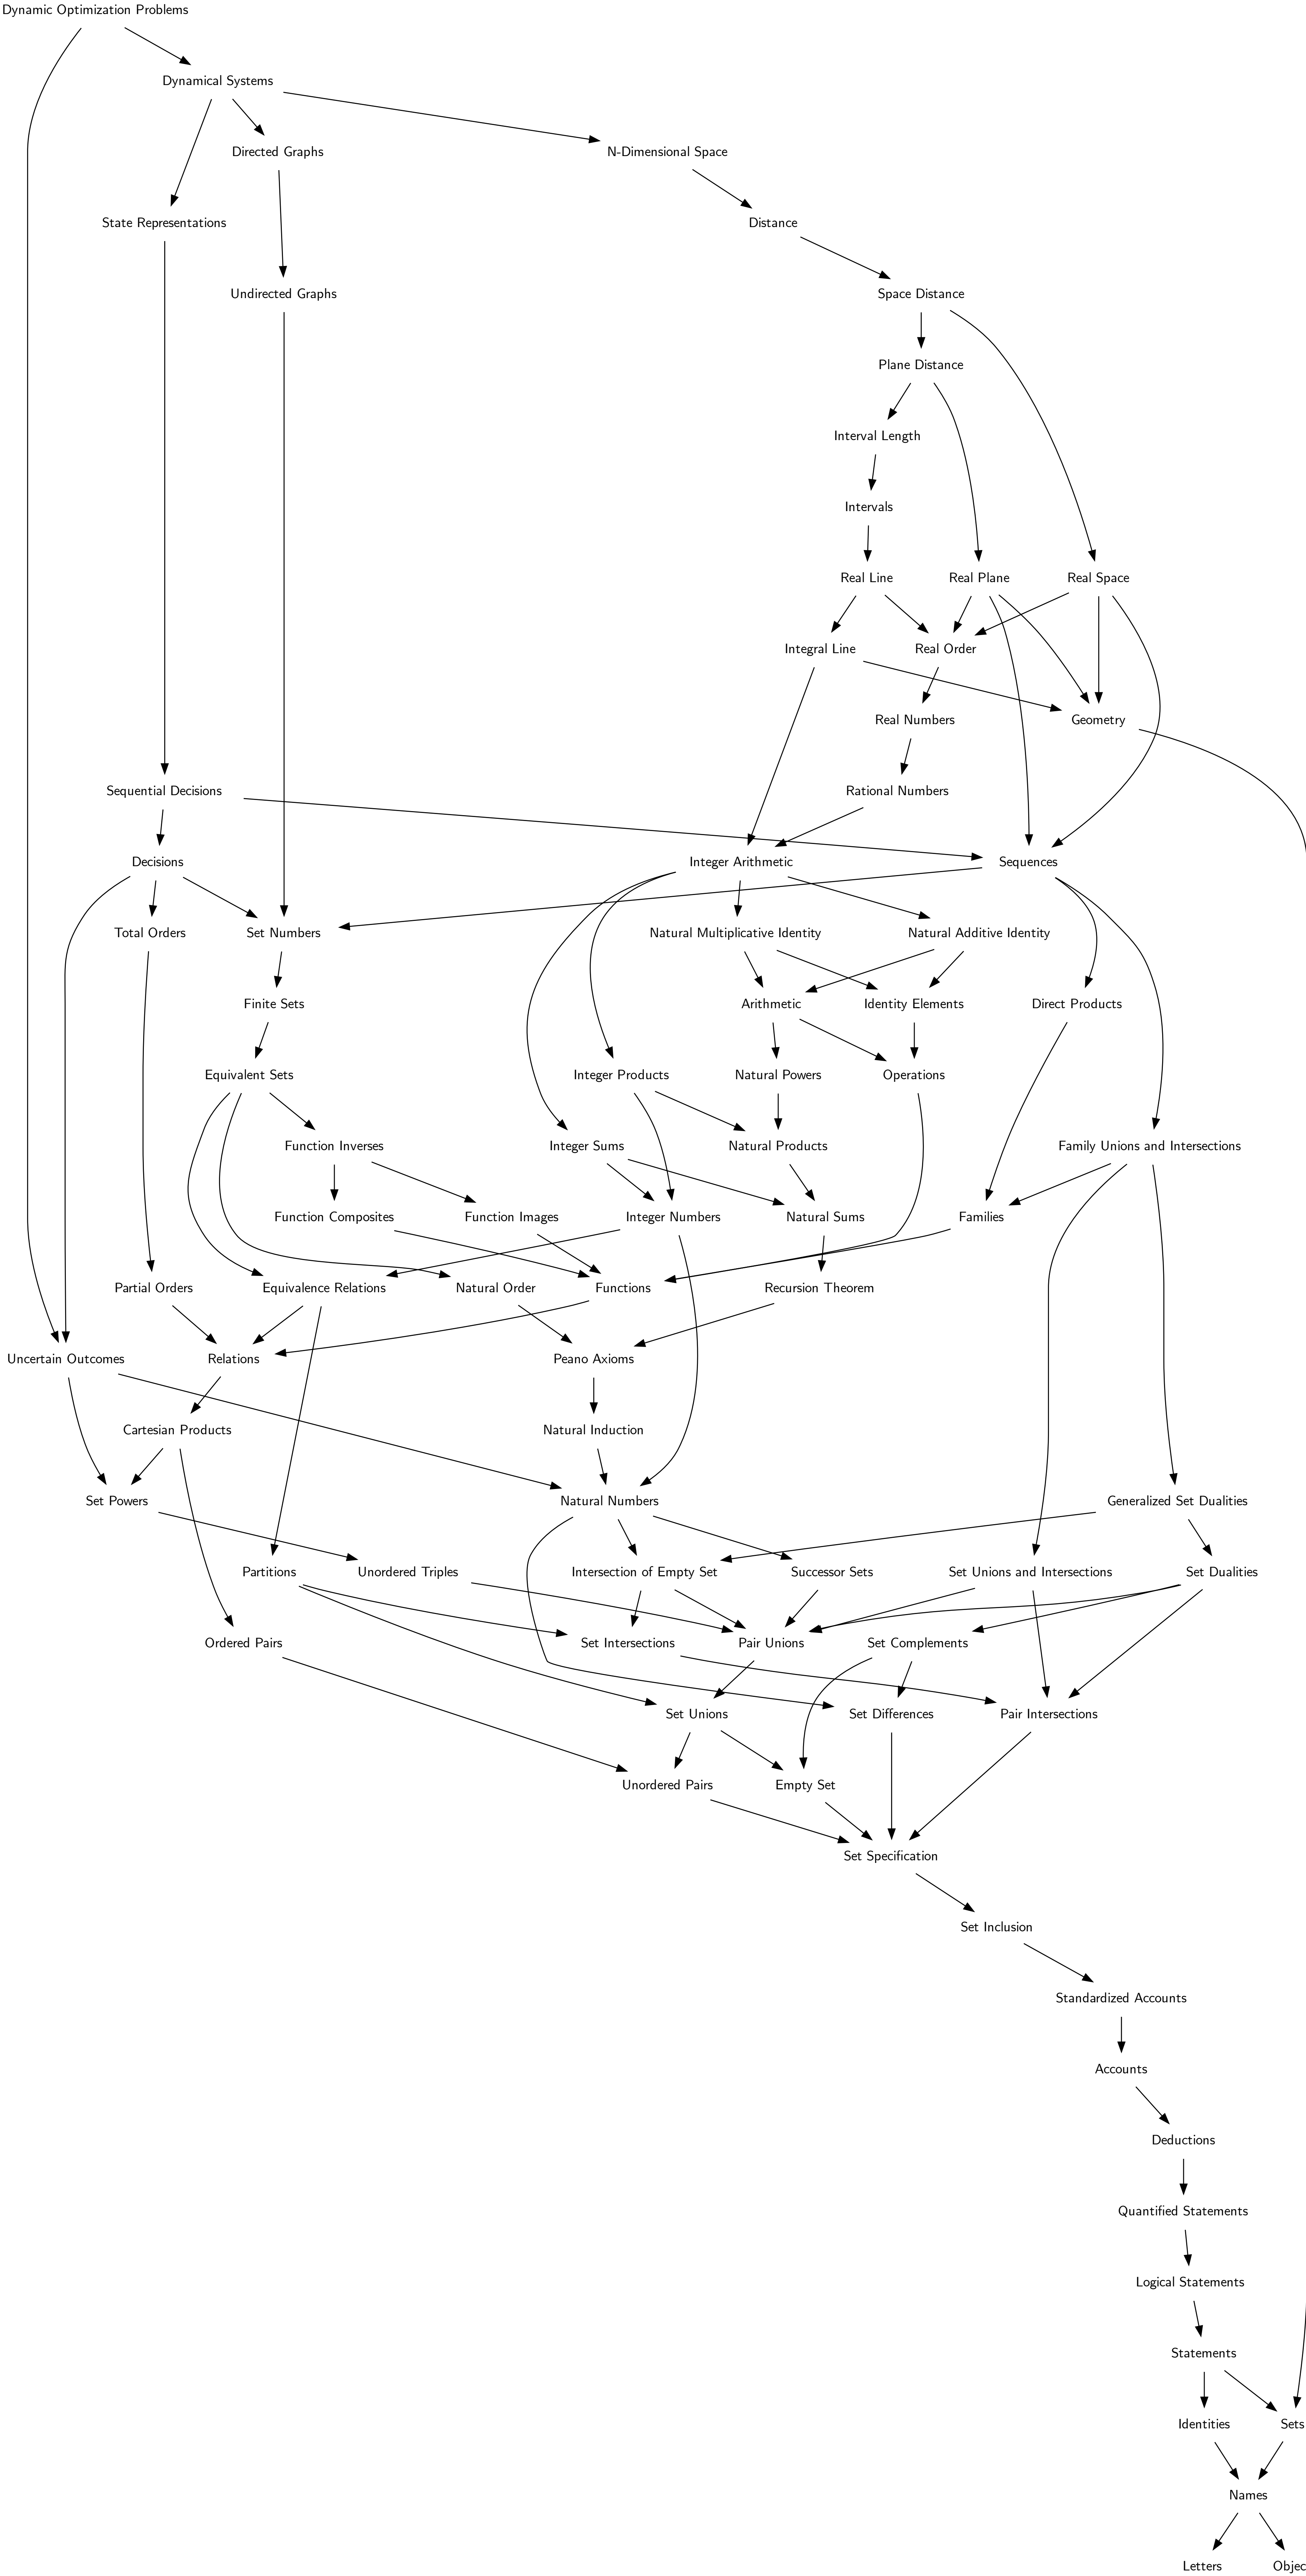 Dynamic Optimization Problems
Dynamical Systems
Directed Graphs
N-Dimensional Space
State Representations
Distance
Undirected Graphs
Space Distance
Plane Distance
Interval Length
Intervals
Real Line
Real Plane
Real Space
Integral Line
Real Order
Real Numbers
Geometry
Sequential Decisions
Rational Numbers
Decisions
Integer Arithmetic
Sequences
Total Orders
Set Numbers
Natural Multiplicative Identity
Natural Additive Identity
Finite Sets
Arithmetic
Identity Elements
Direct Products
Equivalent Sets
Integer Products
Natural Powers
Operations
Function Inverses
Integer Sums
Natural Products
Family Unions and Intersections
Function Composites
Function Images
Integer Numbers
Natural Sums
Families
Partial Orders
Equivalence Relations
Natural Order
Functions
Recursion Theorem
Uncertain Outcomes
Relations
Peano Axioms
Cartesian Products
Natural Induction
Set Powers
Natural Numbers
Generalized Set Dualities
Partitions
Unordered Triples
Intersection of Empty Set
Successor Sets
Set Unions and Intersections
Set Dualities
Ordered Pairs
Set Intersections
Pair Unions
Set Complements
Set Unions
Set Differences
Pair Intersections
Unordered Pairs
Empty Set
Set Specification
Set Inclusion
Standardized Accounts
Accounts
Deductions
Quantified Statements
Logical Statements
Statements
Identities
Sets
Names
Letters
Objec